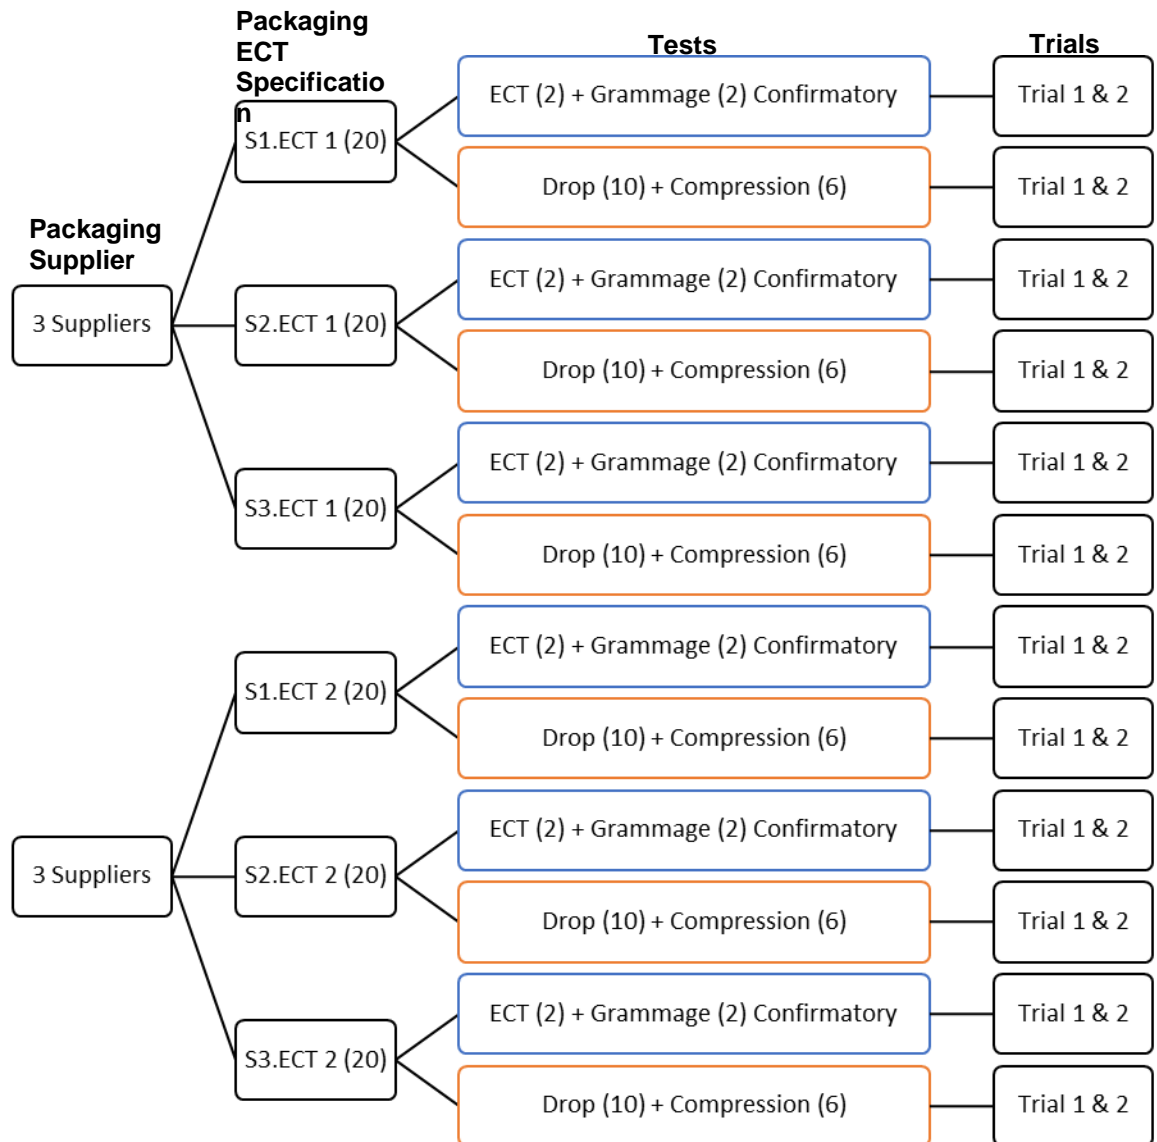 Packaging
ECT
Specificatio
n
Tests
Trials
Packaging
Supplier
3 Suppliers
S1.ECT 1 (20)
ECT (2) + Grammage (2) Confirmatory
Trial 1 & 2
Drop (10) + Compression (6)
Trial 1 & 2
S2.ECT 1 (20)
ECT (2) + Grammage (2) Confirmatory
Trial 1 & 2
Drop (10) + Compression (6)
Trial 1 & 2
S3.ECT 1 (20)
ECT (2) + Grammage (2) Confirmatory
Trial 1 & 2
Drop (10) + Compression (6)
Trial 1 & 2
3 Suppliers
S1.ECT 2 (20)
ECT (2) + Grammage (2) Confirmatory
Trial 1 & 2
Drop (10) + Compression (6)
Trial 1 & 2
S2.ECT 2 (20)
ECT (2) + Grammage (2) Confirmatory
Trial 1 & 2
Drop (10) + Compression (6)
Trial 1 & 2
S3.ECT 2 (20)
ECT (2) + Grammage (2) Confirmatory
Trial 1 & 2
Drop (10) + Compression (6)
Trial 1 & 2